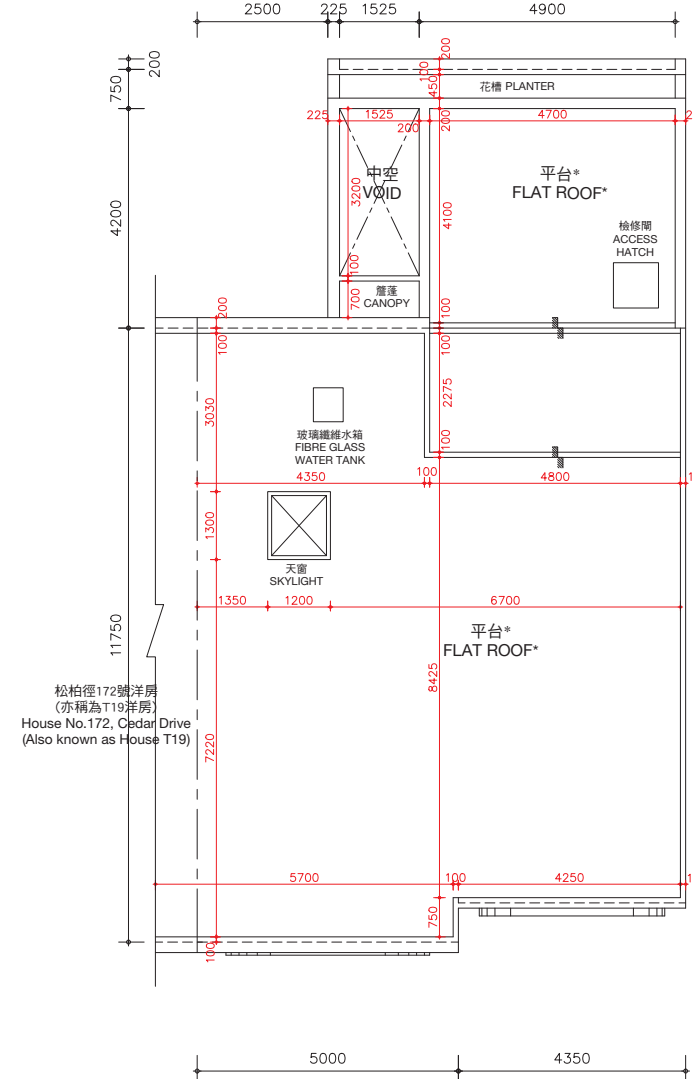 2500 225 1525 4900
200
750
200
100
450
花槽 PLANTER
225 1525 200 4700 2
200
4200
中空
VOID
3200
平台*
FLAT ROOF*
4100
檢修閘
ACCESS
HATCH
100
700
簷蓬
CANOPY
200
100
100
100
3030
2275
玻璃纖維水箱
FIBRE GLASS
WATER TANK
100
4350 100 4800 1
1300
天窗
SKYLIGHT
1350 1200 6700
11750
平台*
FLAT ROOF*
8425
松柏徑172號洋房
(亦稱為T19洋房)
House No.172, Cedar Drive
(Also known as House T19)
7220
5700 100 4250 1
750
100
5000 4350